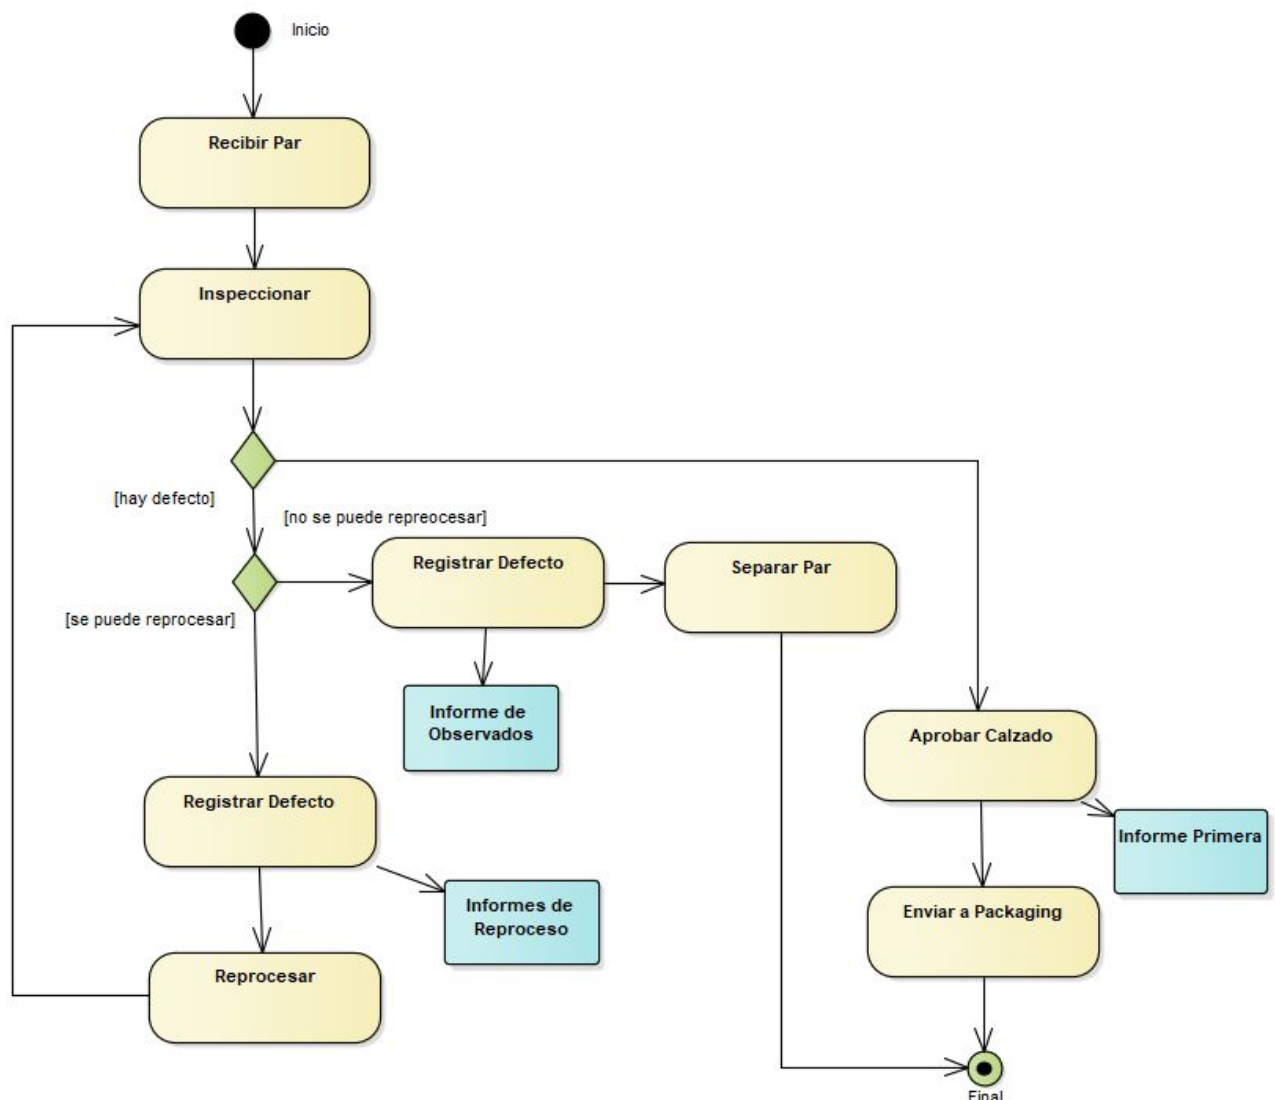 Inicio
Recibir Par
Inspeccionar
[hay defecto]
[no se puede repreocesar]
Registrar Defecto
Separar Par
[se puede reprocesar]
Informe de
Observados
Aprobar Calzado
Registrar Defecto
Informe Primera
Informes de
Reproceso
Enviar a Packaging
Reprocesar
Final